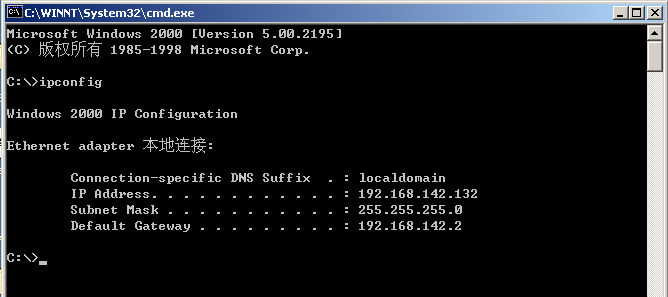 C:\WINNT\System32\cmd.exe
Microsoft Windows 2000 [Version 5.00.2195]
(C) 版权所有 1985-1998 Microsoft Corp.
C:\>ipconfig
Windows 2000 IP Configuration
Ethernet adapter 本地连接:
Connection-specific DNS Suffix  . : localdomain
IP Address. . . . . . . . . . . . : 192.168.142.132
Subnet Mask . . . . . . . . . . . : 255.255.255.0
Default Gateway . . . . . . . . . : 192.168.142.2
C:\>_